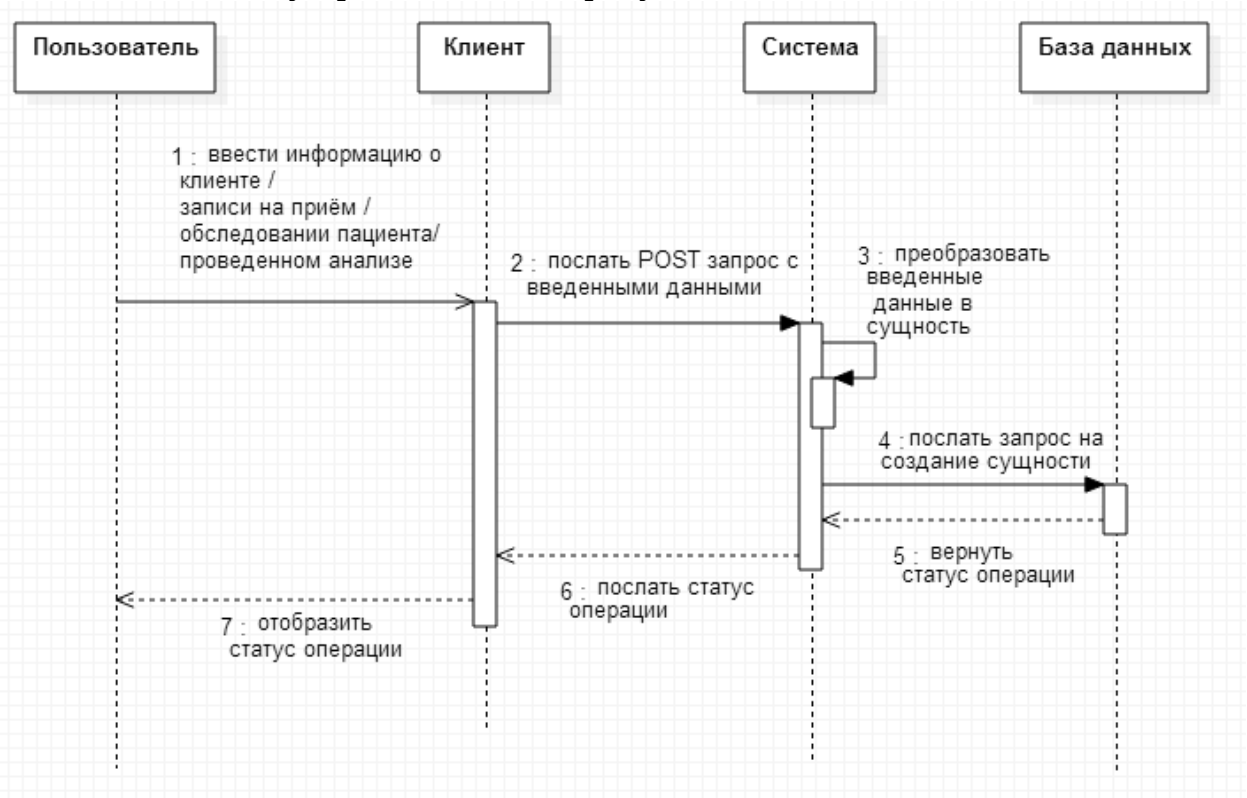 Пользователь
Клиент
Система
База данных
1 : ввести информацию о
клиенте /
записи на приём /
обследовании пациента/
проведенном анализе
2 : послать POST запрос с
введенными данными
3 : преобразовать
введенные
данные в
сущность
4 : послать запрос на
создание сущности
5 : вернуть
статус операции
6 : послать статус
операции
7 : отобразить
статус операции